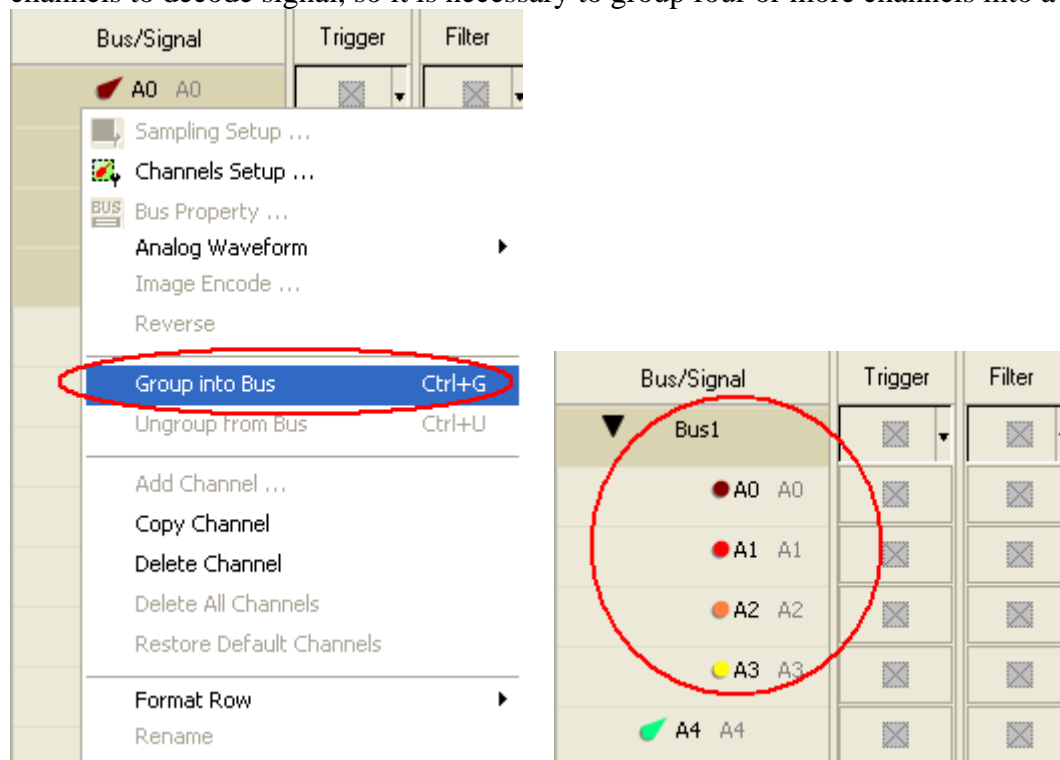 channels to decode signal, so it is necessary to group four or more channels into a
Bus/Signal Trigger Filter
A0 A0
Sampling Setup ...
Channels Setup ...
BUS Bus Property ...
Analog Waveform
Image Encode ...
Reverse
Group into Bus Ctrl+G
Ungroup from Bus Ctrl+U
Add Channel ...
Copy Channel
Delete Channel
Delete All Channels
Restore Default Channels
Format Row
Rename
Bus/Signal Trigger Filter
Bus1
A0 A0
A1 A1
A2 A2
A3 A3
A4 A4